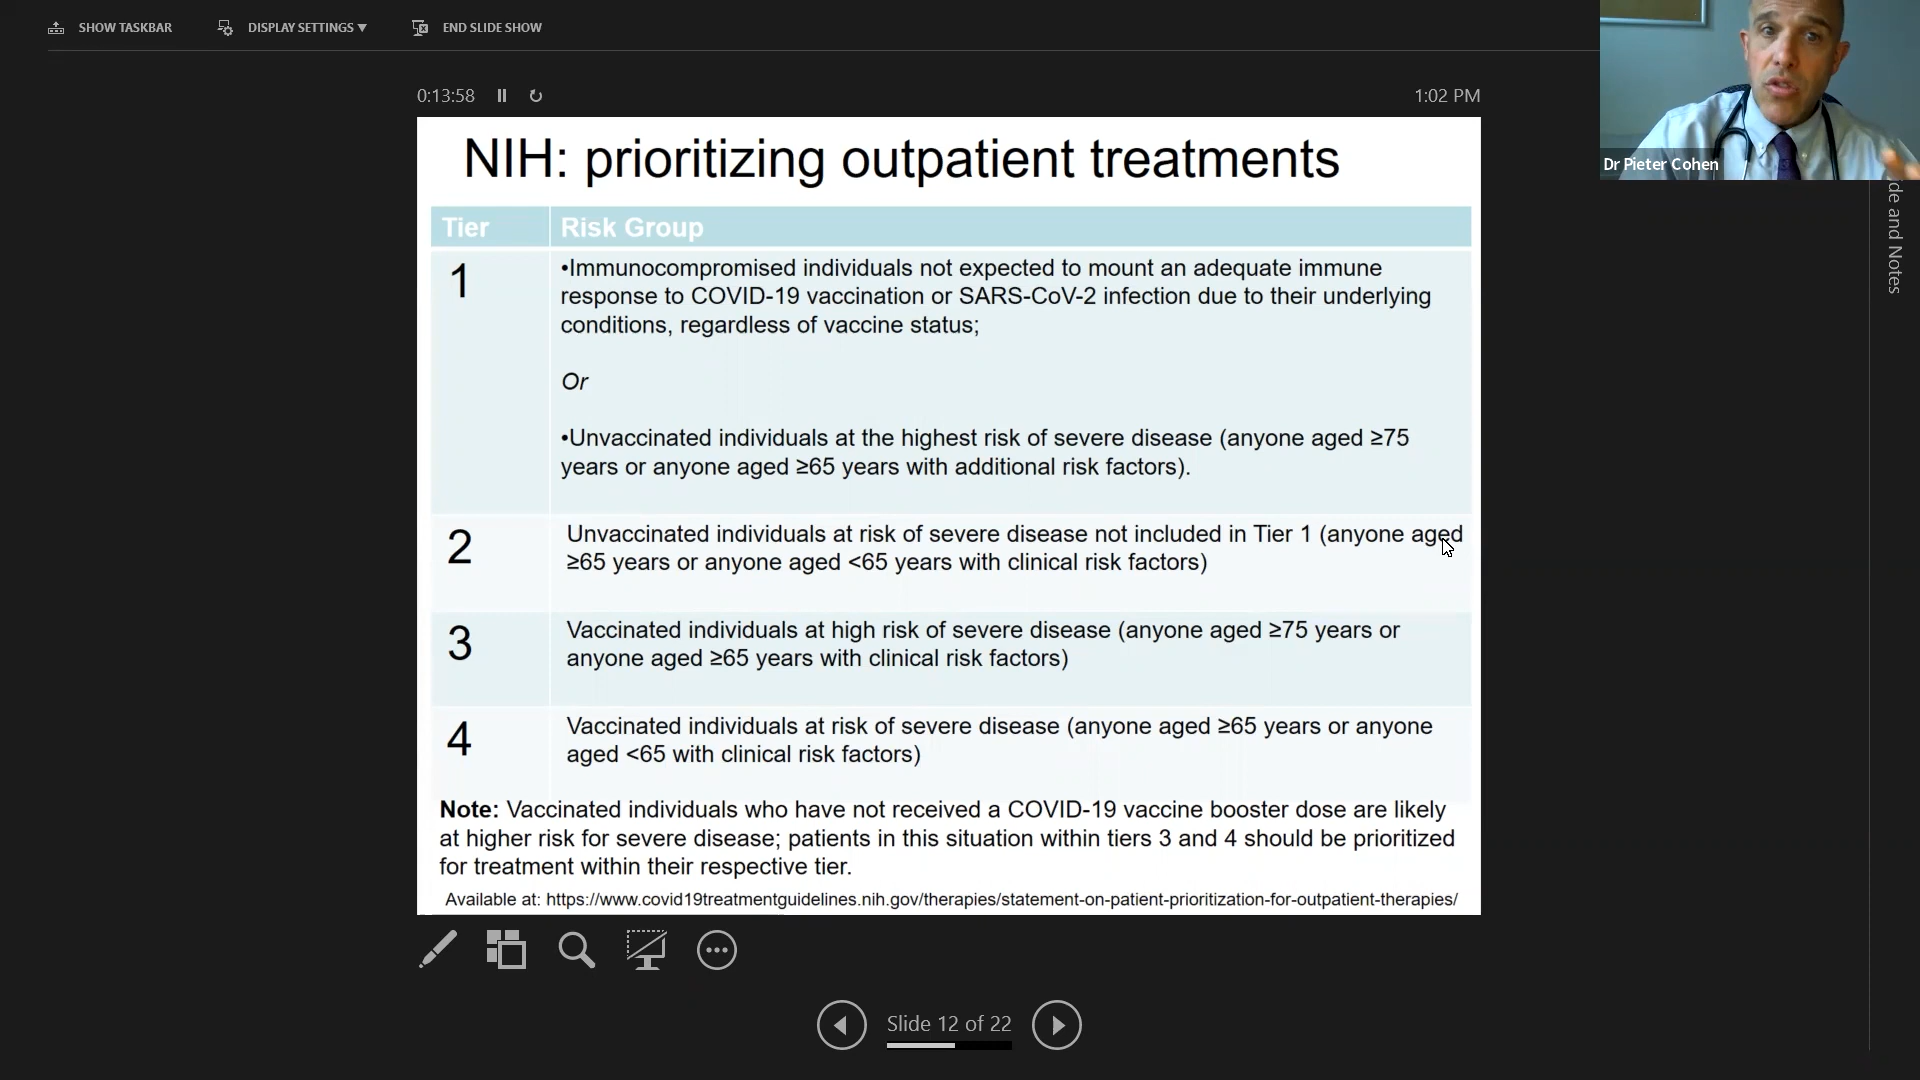 SHOW TASKBAR
DISPLAY SETTINGS ▾
END SLIDE SHOW
0:13:58
1:02 PM
Dr Pieter Cohen
de and Notes
NIH: prioritizing outpatient treatments
Tier
Risk Group
1
•Immunocompromised individuals not expected to mount an adequate immune
response to COVID-19 vaccination or SARS-CoV-2 infection due to their underlying
conditions, regardless of vaccine status;
Or
•Unvaccinated individuals at the highest risk of severe disease (anyone aged ≥75
years or anyone aged ≥65 years with additional risk factors).
2
Unvaccinated individuals at risk of severe disease not included in Tier 1 (anyone aged
≥65 years or anyone aged <65 years with clinical risk factors)
3
Vaccinated individuals at high risk of severe disease (anyone aged ≥75 years or
anyone aged ≥65 years with clinical risk factors)
4
Vaccinated individuals at risk of severe disease (anyone aged ≥65 years or anyone
aged <65 with clinical risk factors)
Note: Vaccinated individuals who have not received a COVID-19 vaccine booster dose are likely
at higher risk for severe disease; patients in this situation within tiers 3 and 4 should be prioritized
for treatment within their respective tier.
Available at: https://www.covid19treatmentguidelines.nih.gov/therapies/statement-on-patient-prioritization-for-outpatient-therapies/
Slide 12 of 22